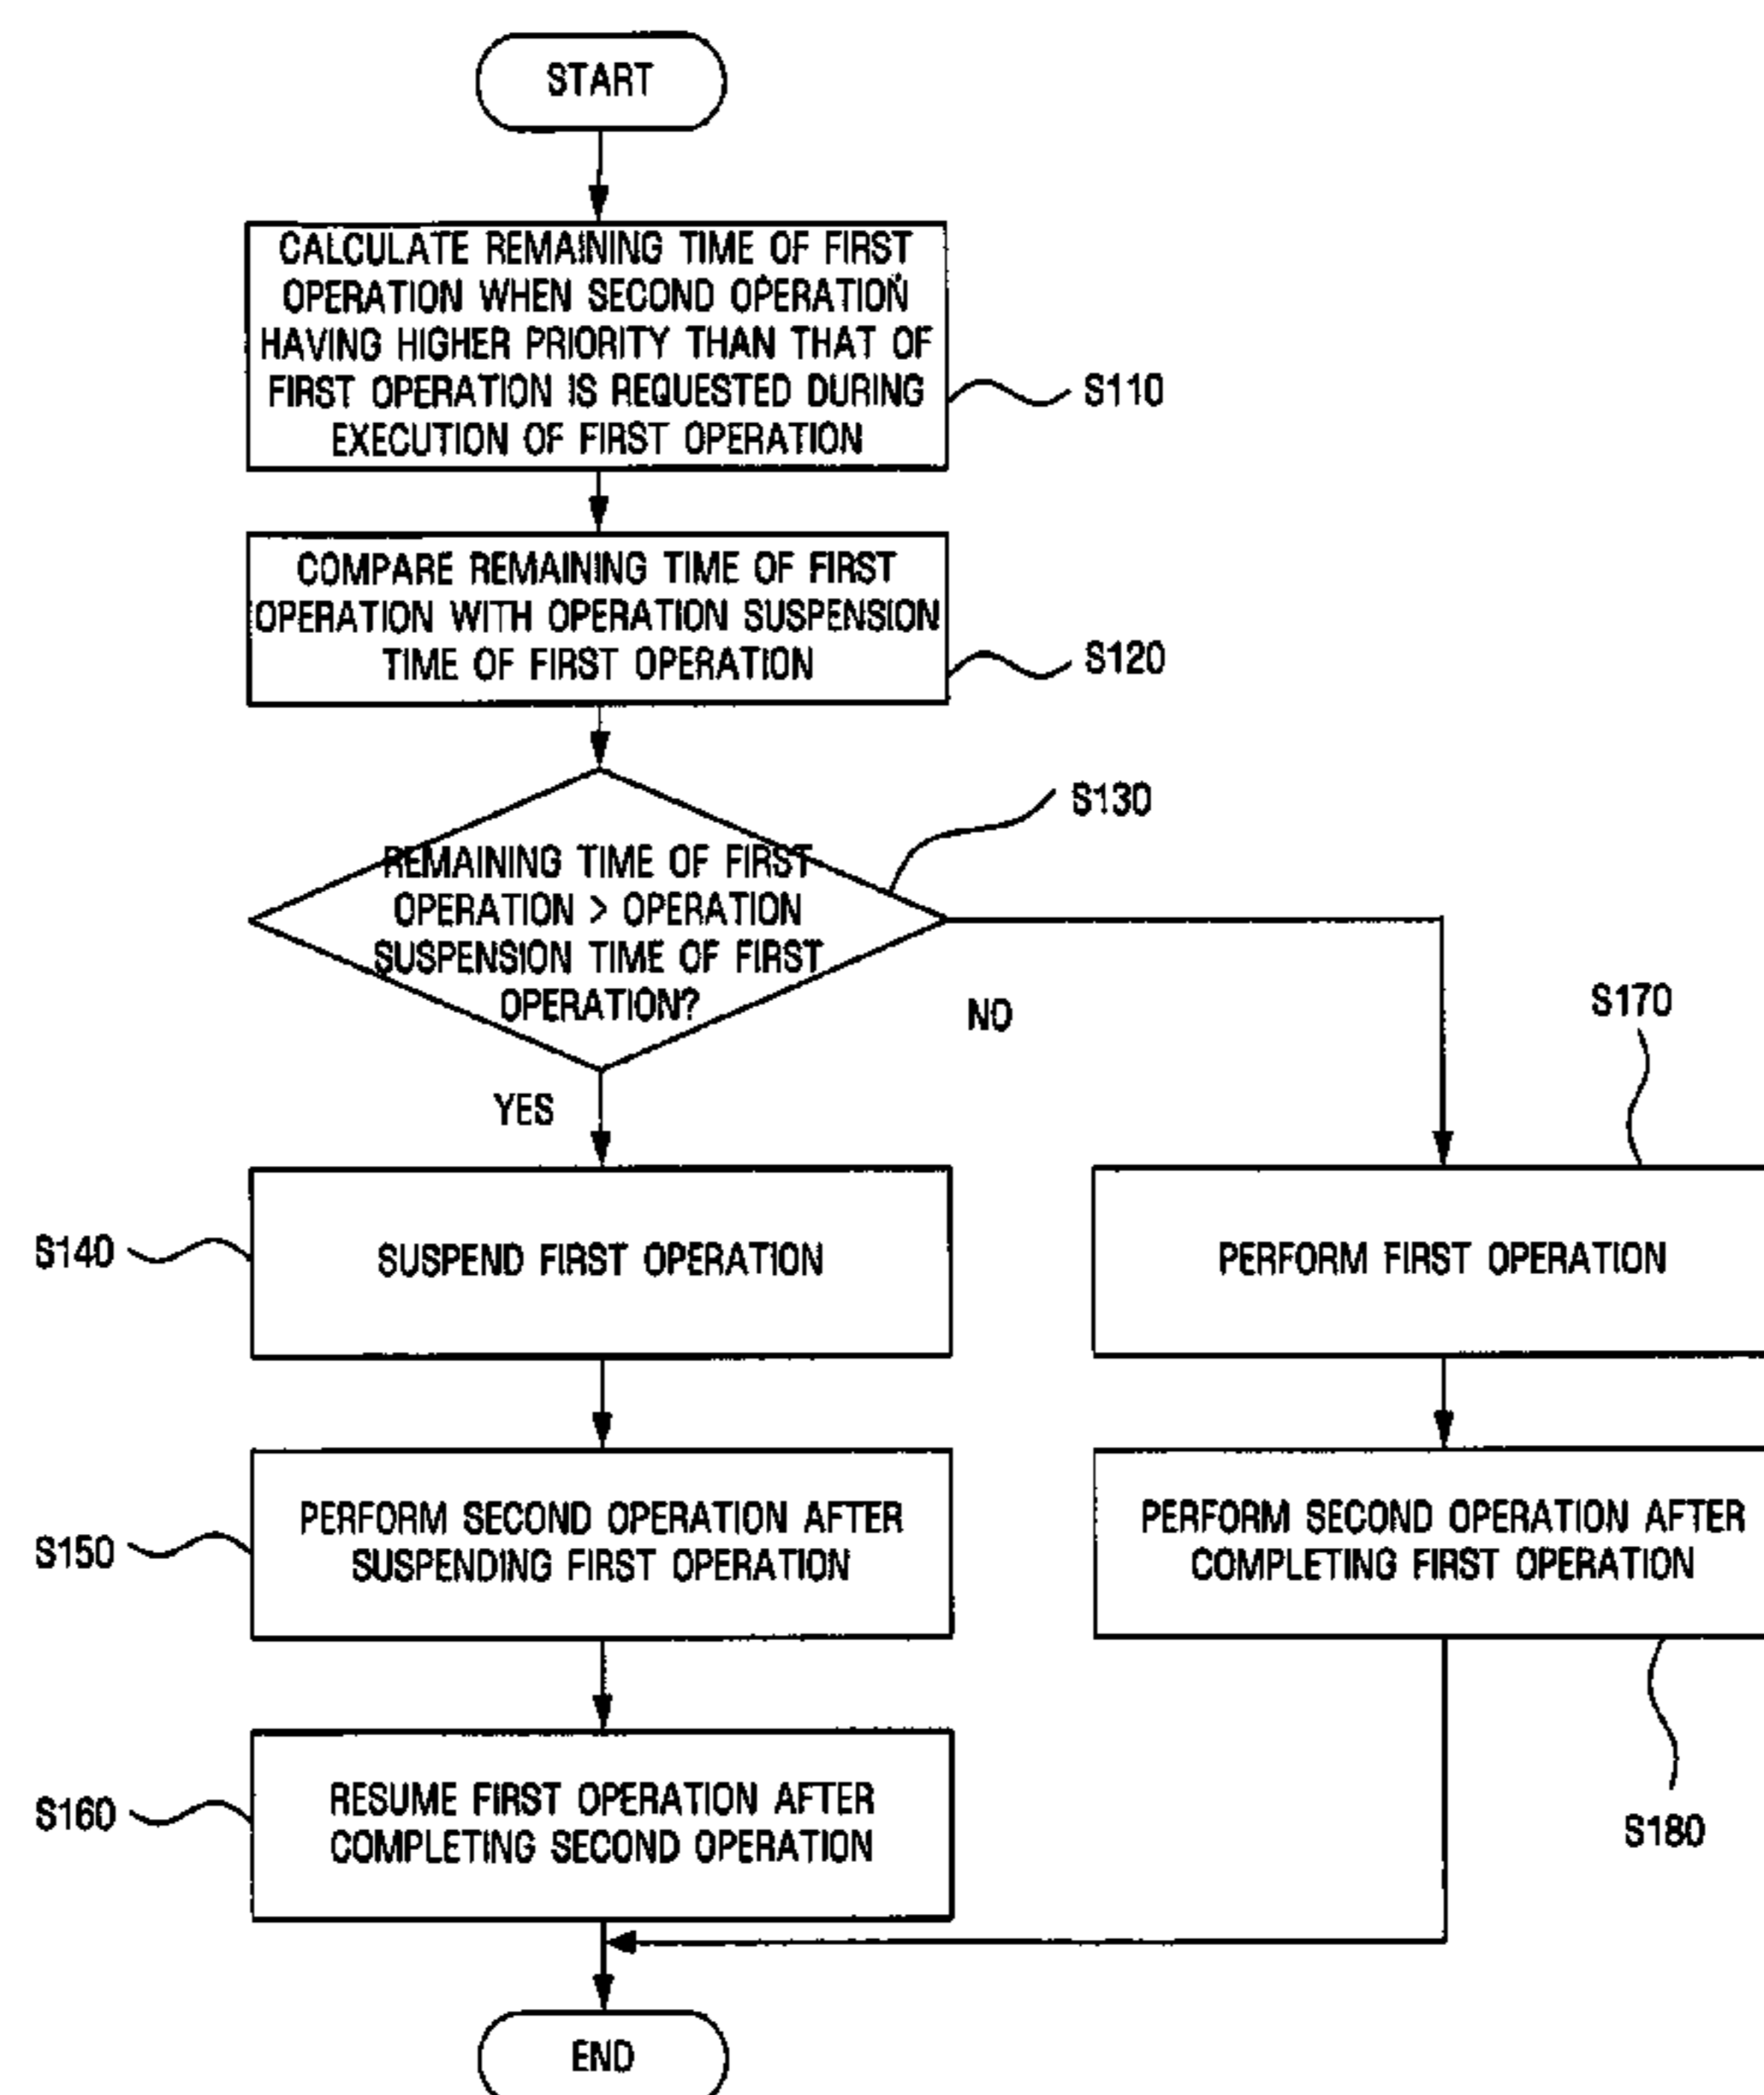 START
CALCULATE REMAINING TIME OF FIRST
OPERATION WHEN SECOND OPERATION
HAVING HIGHER PRIORITY THAN THAT OF
FIRST OPERATION IS REQUESTED DURING
EXECUTION OF FIRST OPERATION
S110
COMPARE REMAINING TIME OF FIRST
OPERATION WITH OPERATION SUSPENSION
TIME OF FIRST OPERATION
S120
S130
REMAINING TIME OF FIRST
OPERATION > OPERATION
SUSPENSION TIME OF FIRST
OPERATION?
NO
YES
S170
S140
SUSPEND FIRST OPERATION
PERFORM FIRST OPERATION
S150
PERFORM SECOND OPERATION AFTER
SUSPENDING FIRST OPERATION
PERFORM SECOND OPERATION AFTER
COMPLETING FIRST OPERATION
S160
RESUME FIRST OPERATION AFTER
COMPLETING SECOND OPERATION
S180
END